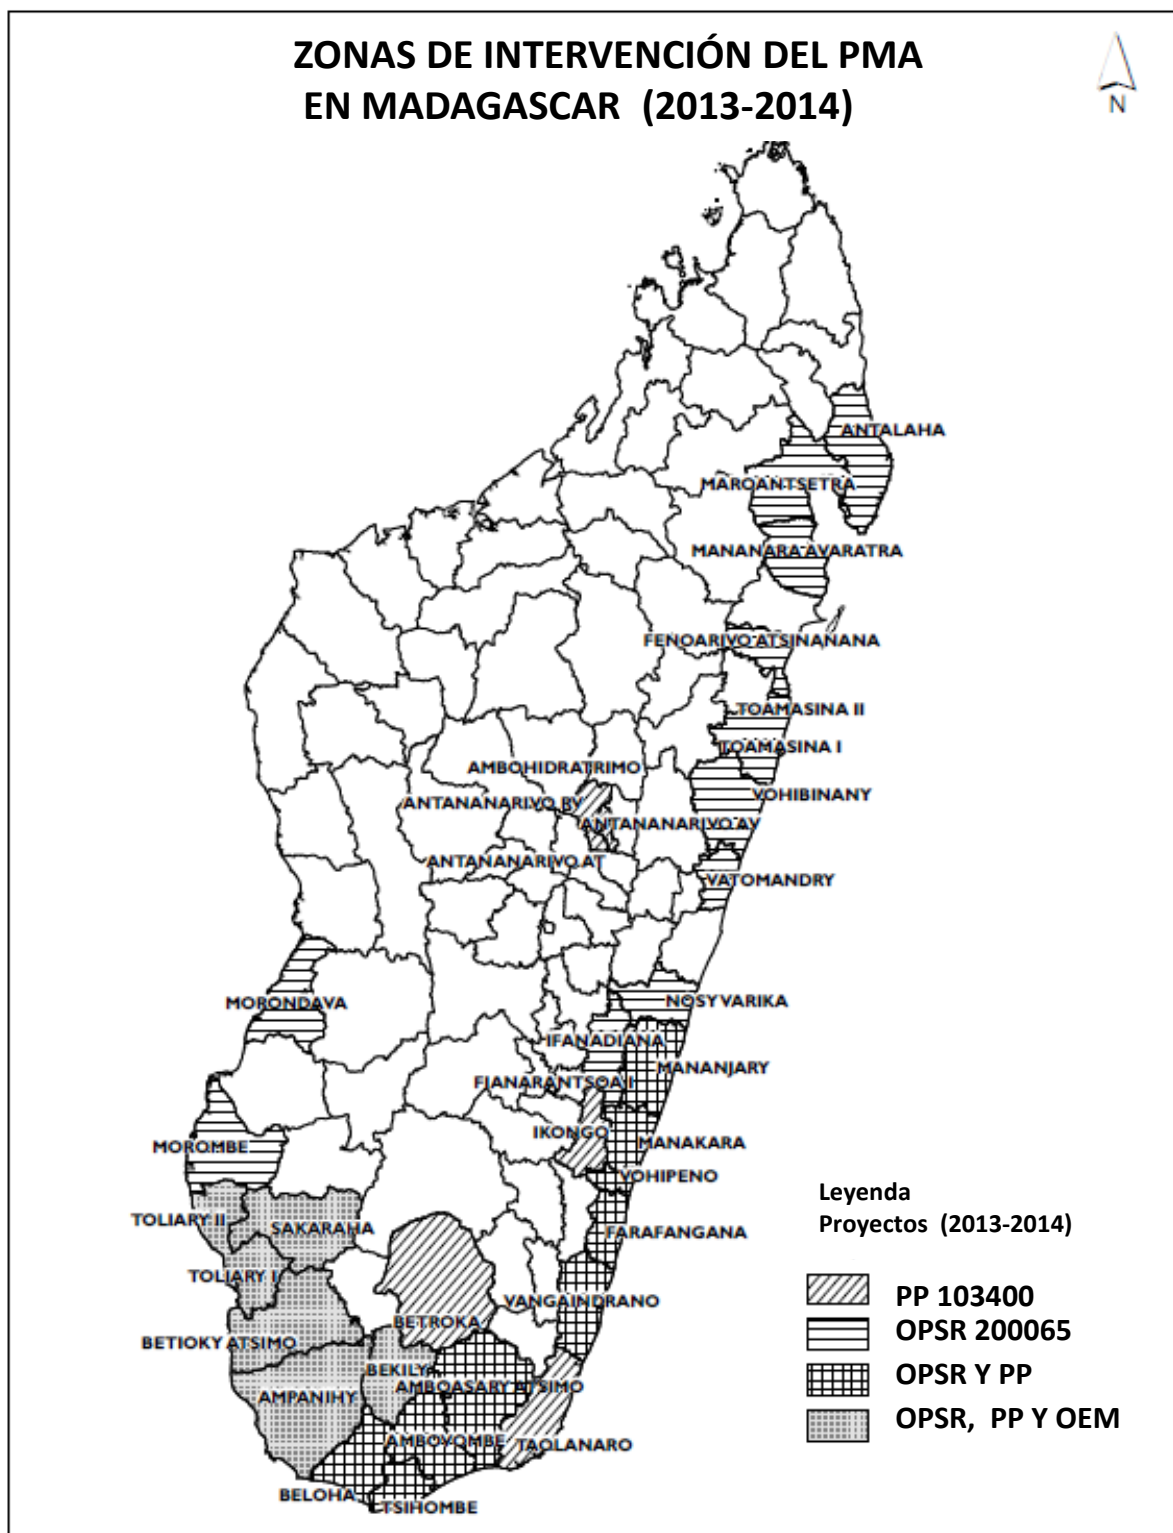 ZONAS DE INTERVENCIÓN DEL PMA
EN MADAGASCAR (2013-2014)
N
ANTALAHA
MAROANTSETRA
MANANARA AVARATRA
FENOARIVO ATSINANANA
TOAMASINA II
TOAMASINA I
AMBOHIDRATRIMO
VOHIBINANY
ANTANANARIVO RV
ANTANANARIVO AV
ANTANANARIVO AT
VATOMANDRY
MORONDAVA
NOSY VARIKA
IFANADIANA
MANANJARY
FIANARANTSOA I
IKONGO
MANAKARA
MOROMBE
VOHIPENO
TOLIARY II
SAKARAHA
FARAFANGANA
TOLIARY I
VANGAINDRANO
BETROKA
BETIOKY ATSIMO
BEKILY
AMBOASARY ATSIMO
AMPANIHY
AMBOVOMBE
TAOLANARO
BELOHA
TSIHOMBE
Leyenda
Proyectos (2013-2014)
PP 103400
OPSR 200065
OPSR Y PP
OPSR, PP Y OEM